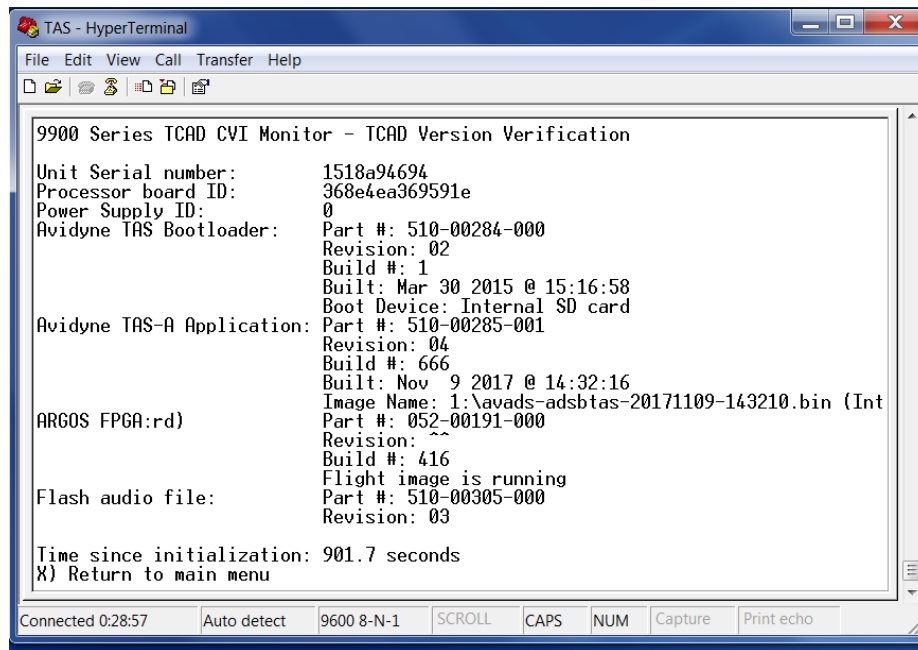 TAS - HyperTerminal
File Edit View Call Transfer Help
9900 Series TCAD CVI Monitor - TCAD Version Verification
Unit Serial number: 1518a94694
Processor board ID: 368e4ea369591e
Power Supply ID: 0
Avidyne TAS Bootloader: Part #: 510-00284-000
Revision: 02
Build #: 1
Built: Mar 30 2015 @ 15:16:58
Boot Device: Internal SD card
Avidyne TAS-A Application: Part #: 510-00285-001
Revision: 04
Build #: 666
Built: Nov  9 2017 @ 14:32:16
Image Name: 1:\avads-adsbtas-20171109-143210.bin (Int
ARGOS FPGA:rd) Part #: 052-00191-000
Revision: ^^
Build #: 416
Flight image is running
Flash audio file: Part #: 510-00305-000
Revision: 03
Time since initialization: 901.7 seconds
X) Return to main menu
Connected 0:28:57 Auto detect 9600 8-N-1 SCROLL CAPS NUM Capture Print echo